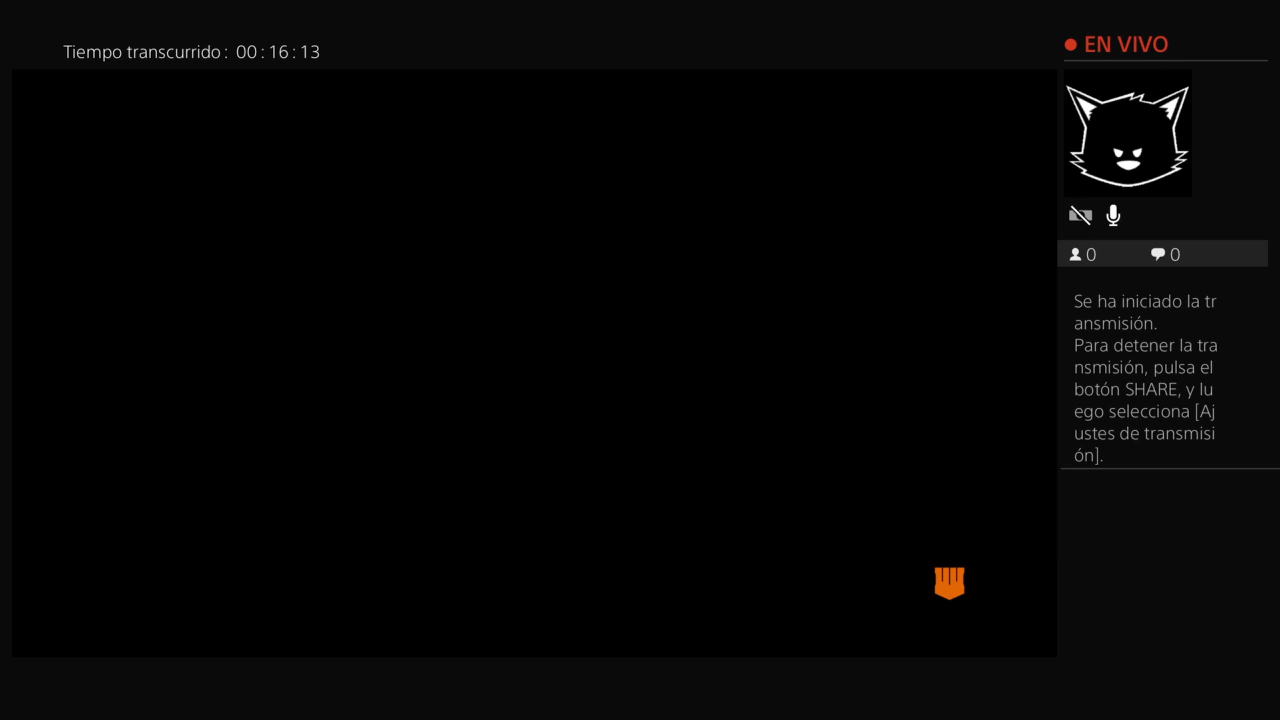 Tiempo transcurrido: 00:16:13
EN VIVO
0 0
Se ha iniciado la tr
ansmisión.
Para detener la tra
nsmisión, pulsa el
botón SHARE, y lu
ego selecciona [Aj
ustes de transmisi
ón].